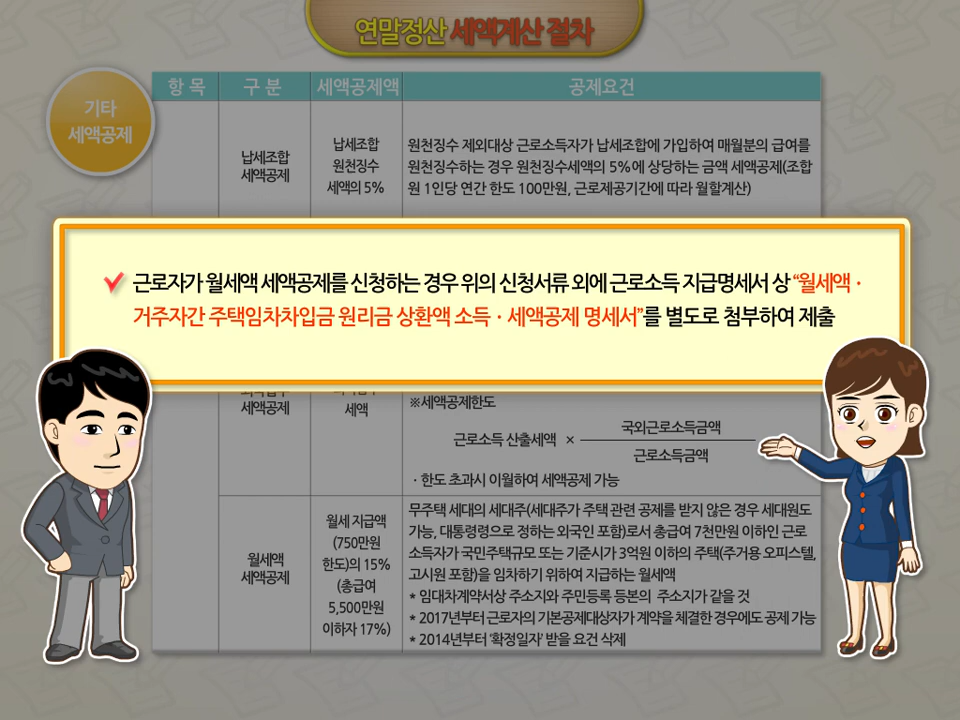 연말정산 세액계산 절차
기타
세액공제
항 목 구 분 세액공제액 공제요건
납세조합
세액공제
납세조합
원천징수
세액의 5%
원천징수 제외대상 근로소득자가 납세조합에 가입하여 매월분의 급여를
원천징수하는 경우 원천징수세액의 5%에 상당하는 금액 세액공제(조합
원 1인당 연간 한도 100만원, 근로제공기간에 따라 월할계산)
근로자가 월세액 세액공제를 신청하는 경우 위의 신청서류 외에 근로소득 지급명세서 상 “월세액 ·
거주자간 주택임차차입금 원리금 상환액 소득 · 세액공제 명세서”를 별도로 첨부하여 제출
세액공제
세액
※세액공제한도
근로소득 산출세액 × 국외근로소득금액
근로소득금액
· 한도 초과시 이월하여 세액공제 가능
월세액
세액공제
월세 지급액
(750만원
한도)의 15%
(총급여
5,500만원
이하자 17%)
무주택 세대의 세대주(세대주가 주택 관련 공제를 받지 않은 경우 세대원도
가능, 대통령령으로 정하는 외국인 포함)로서 총급여 7천만원 이하인 근로
소득자가 국민주택규모 또는 기준시가 3억원 이하의 주택(주거용 오피스텔,
고시원 포함)을 임차하기 위하여 지급하는 월세액
* 임대차계약서상 주소지와 주민등록 등본의 주소지가 같을 것
* 2017년부터 근로자의 기본공제대상자가 계약을 체결한 경우에도 공제 가능
* 2014년부터 ‘확정일자’ 받을 요건 삭제